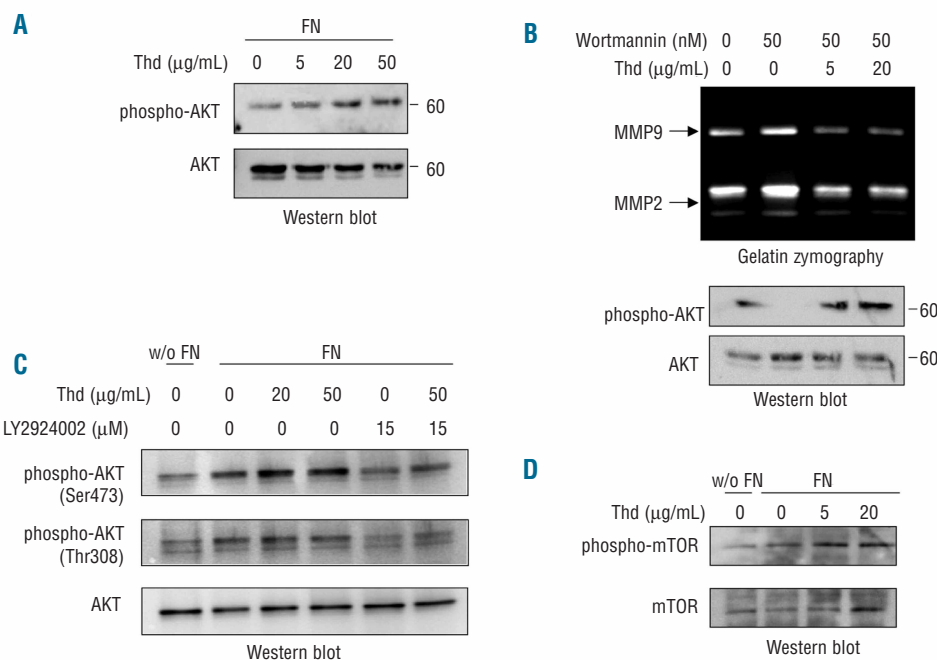 A
FN
Thd (µg/mL) 0 5 20 50
phospho-AKT 60
AKT 60
Western blot
B
Wortmannin (nM) 0 50 50 50
Thd (µg/mL) 0 0 5 20
MMP9
MMP2
Gelatin zymography
phospho-AKT 60
AKT 60
Western blot
C
w/o FN FN
Thd (µg/mL) 0 0 20 50 0 50
LY2924002 (µM) 0 0 0 0 15 15
phospho-AKT
(Ser473)
phospho-AKT
(Thr308)
AKT
Western blot
D
w/o FN FN
Thd (µg/mL) 0 0 5 20
phospho-mTOR
mTOR
Western blot